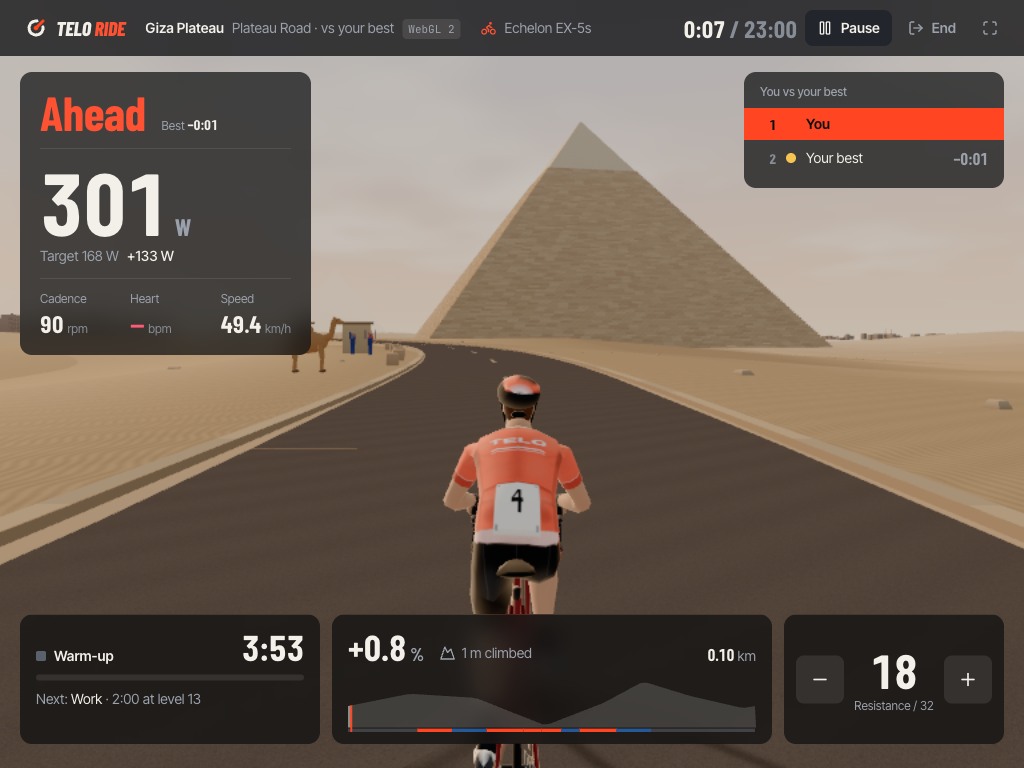 TELO RIDE
Giza Plateau Plateau Road · vs your best WebGL 2
Echelon EX-5s
0:07 / 23:00
Pause
End
Ahead Best −0:01
301 W
Target 168 W +133 W
Cadence Heart Speed
90 rpm – bpm 49.4 km/h
You vs your best
1 You
2 Your best −0:01
TELO
4
Warm-up 3:53
Next: Work · 2:00 at level 13
+0.8 % 1 m climbed 0.10 km
− 18 +
Resistance / 32